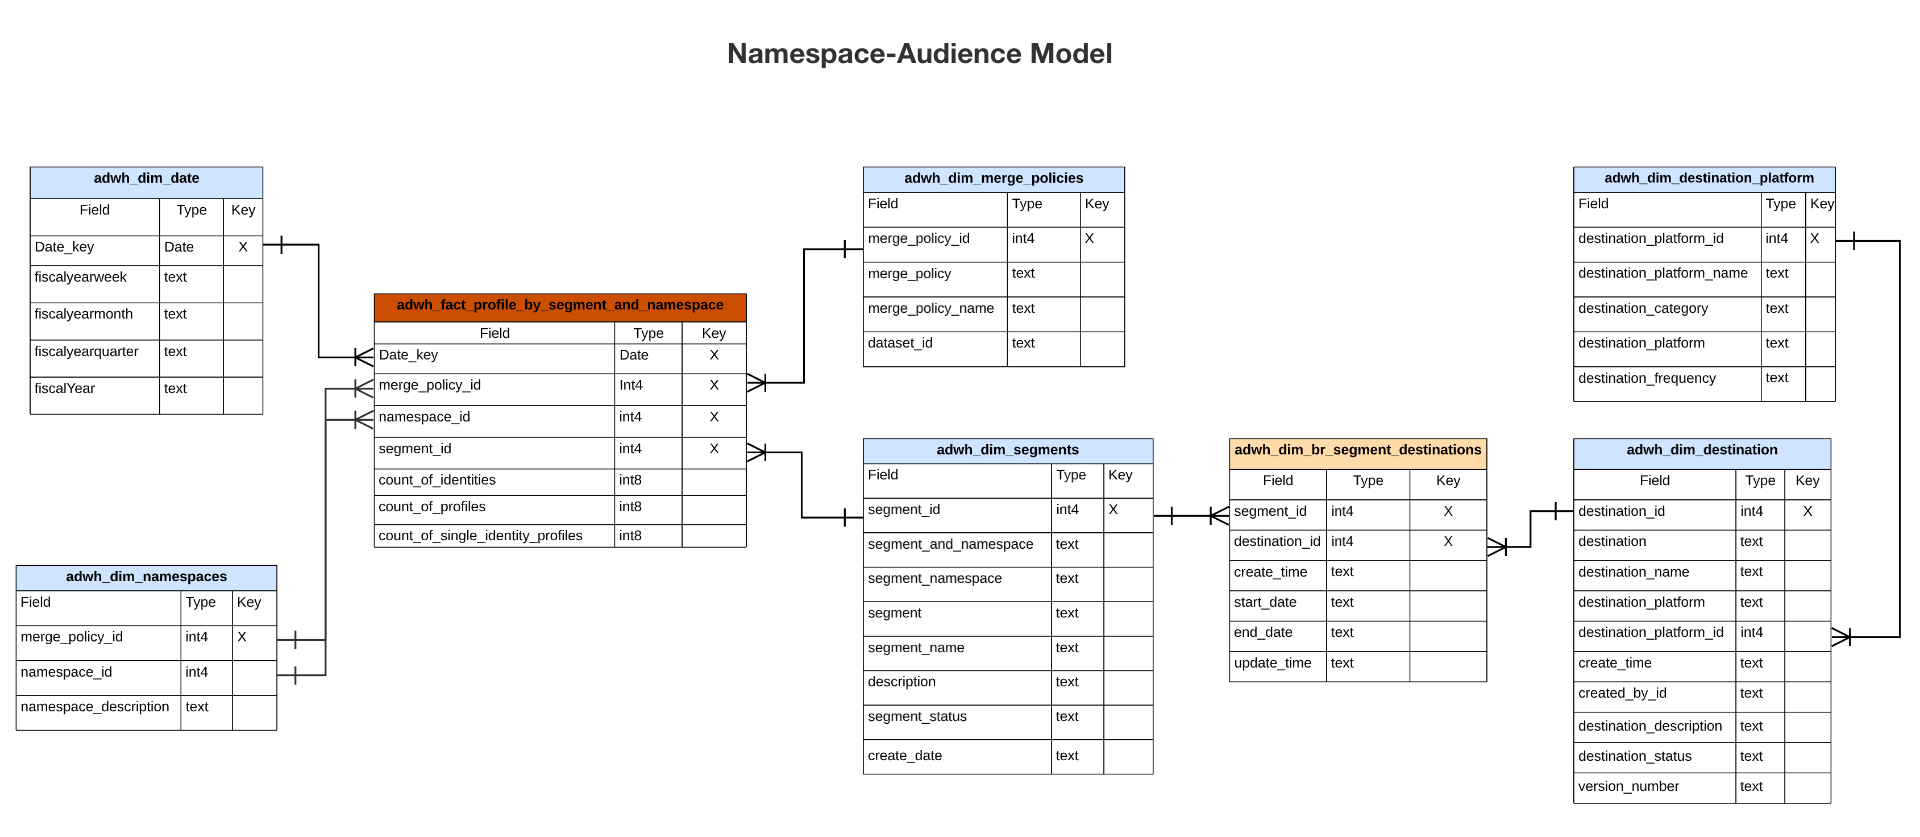 Namespace-Audience Model
adwh_dim_date
Field Type Key
Date_key Date X
fiscalyearweek text
fiscalyearmonth text
fiscalyearquarter text
fiscalYear text
adwh_fact_profile_by_segment_and_namespace
Field Type Key
Date_key Date X
merge_policy_id Int4 X
namespace_id int4 X
segment_id int4 X
count_of_identities int8
count_of_profiles int8
count_of_single_identity_profiles int8
adwh_dim_namespaces
Field Type Key
merge_policy_id int4 X
namespace_id int4
namespace_description text
adwh_dim_merge_policies
Field Type Key
merge_policy_id int4 X
merge_policy text
merge_policy_name text
dataset_id text
adwh_dim_segments
Field Type Key
segment_id int4 X
segment_and_namespace text
segment_namespace text
segment text
segment_name text
description text
segment_status text
create_date text
adwh_dim_br_segment_destinations
Field Type Key
segment_id int4 X
destination_id int4 X
create_time text
start_date text
end_date text
update_time text
adwh_dim_destination_platform
Field Type Key
destination_platform_id int4 X
destination_platform_name text
destination_category text
destination_platform text
destination_frequency text
adwh_dim_destination
Field Type Key
destination_id int4 X
destination text
destination_name text
destination_platform text
destination_platform_id int4
create_time text
created_by_id text
destination_description text
destination_status text
version_number text